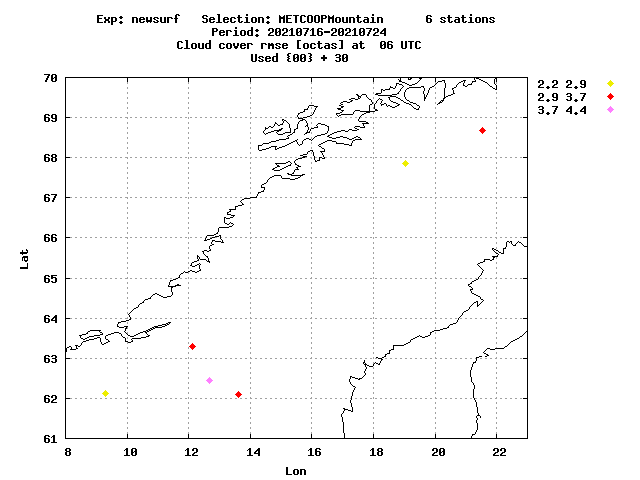 Exp: newsurf   Selection: METCOOPMountain      6 stations
Period: 20210716-20210724
Cloud cover rmse [octas] at  06 UTC
Used {00} + 30
2.2 2.9
2.9 3.7
3.7 4.4
70
69
68
67
66
65
64
63
62
61
Lat
8 10 12 14 16 18 20 22
Lon